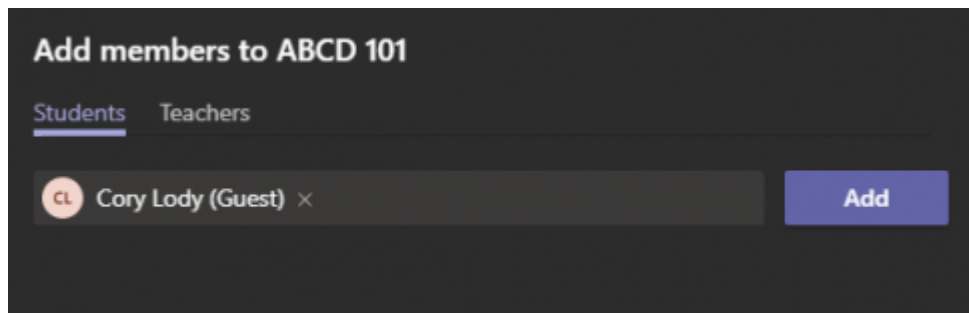 Add members to ABCD 101
Students Teachers
CL Cory Lody (Guest) × Add